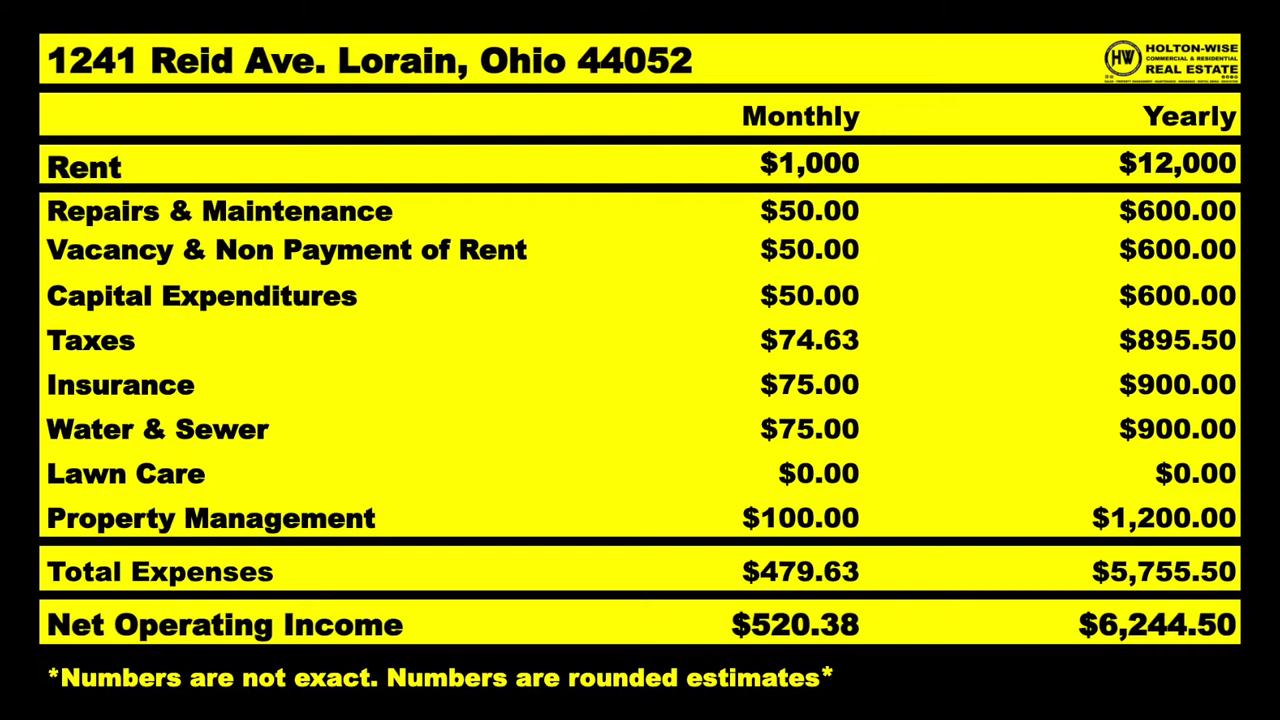 1241 Reid Ave. Lorain, Ohio 44052
HW
HOLTON-WISE
COMMERCIAL & RESIDENTIAL
REAL ESTATE
Monthly Yearly
Rent $1,000 $12,000
Repairs & Maintenance $50.00 $600.00
Vacancy & Non Payment of Rent $50.00 $600.00
Capital Expenditures $50.00 $600.00
Taxes $74.63 $895.50
Insurance $75.00 $900.00
Water & Sewer $75.00 $900.00
Lawn Care $0.00 $0.00
Property Management $100.00 $1,200.00
Total Expenses $479.63 $5,755.50
Net Operating Income $520.38 $6,244.50
*Numbers are not exact. Numbers are rounded estimates*